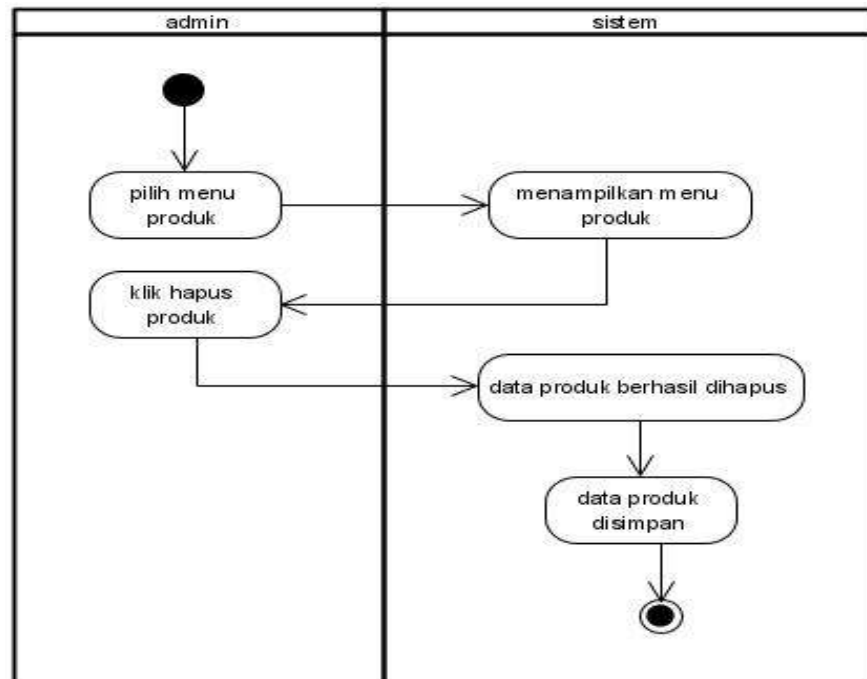 admin
sistem
pilih menu
produk
menampilkan menu
produk
klik hapus
produk
data produk berhasil dihapus
data produk
disimpan